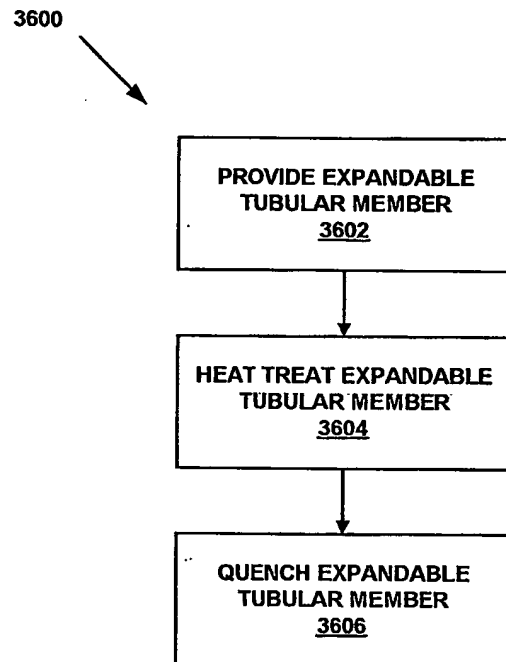 3600
PROVIDE EXPANDABLE
TUBULAR MEMBER
3602
HEAT TREAT EXPANDABLE
TUBULAR MEMBER
3604
QUENCH EXPANDABLE
TUBULAR MEMBER
3606